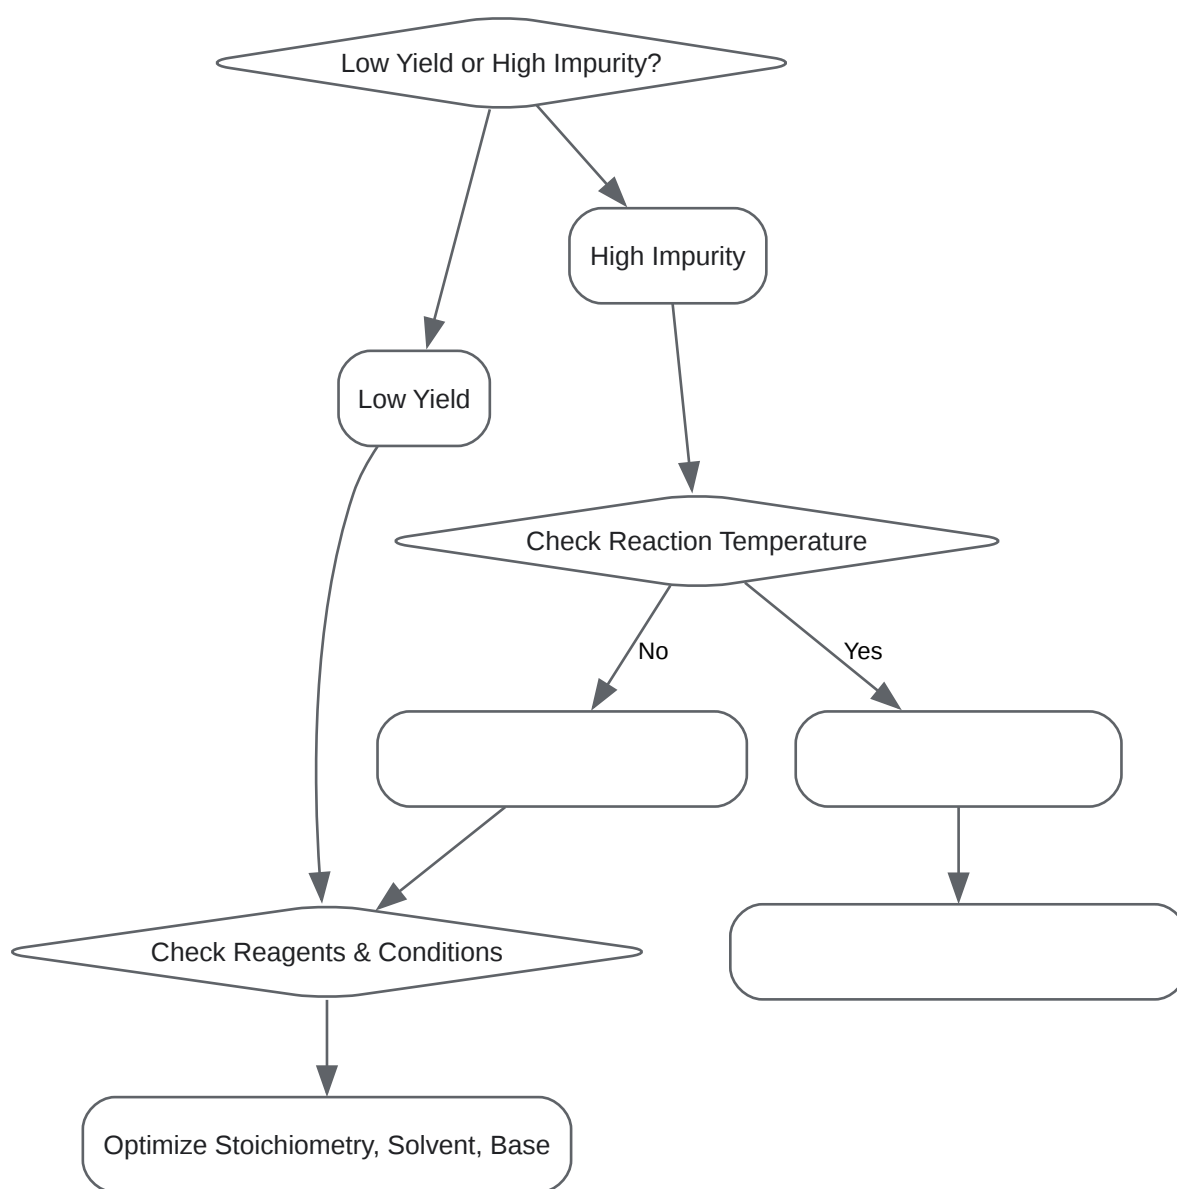 Low Yield or High Impurity?
High Impurity
Low Yield
Check Reaction Temperature
No
Yes
Check Reagents & Conditions
Optimize Stoichiometry, Solvent, Base